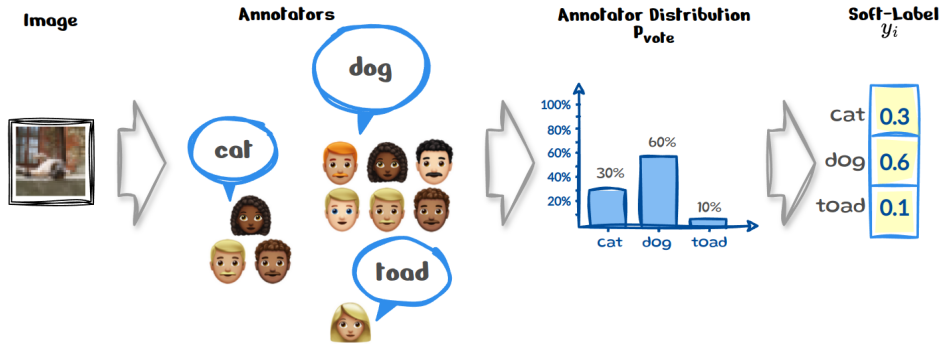 Image
Annotators
Annotator Distribution
Pvote
Soft-Label
yi
cat
dog
toad
100%
80%
60%
40%
20%
30%
60%
10%
cat dog toad
cat 0.3
dog 0.6
toad 0.1